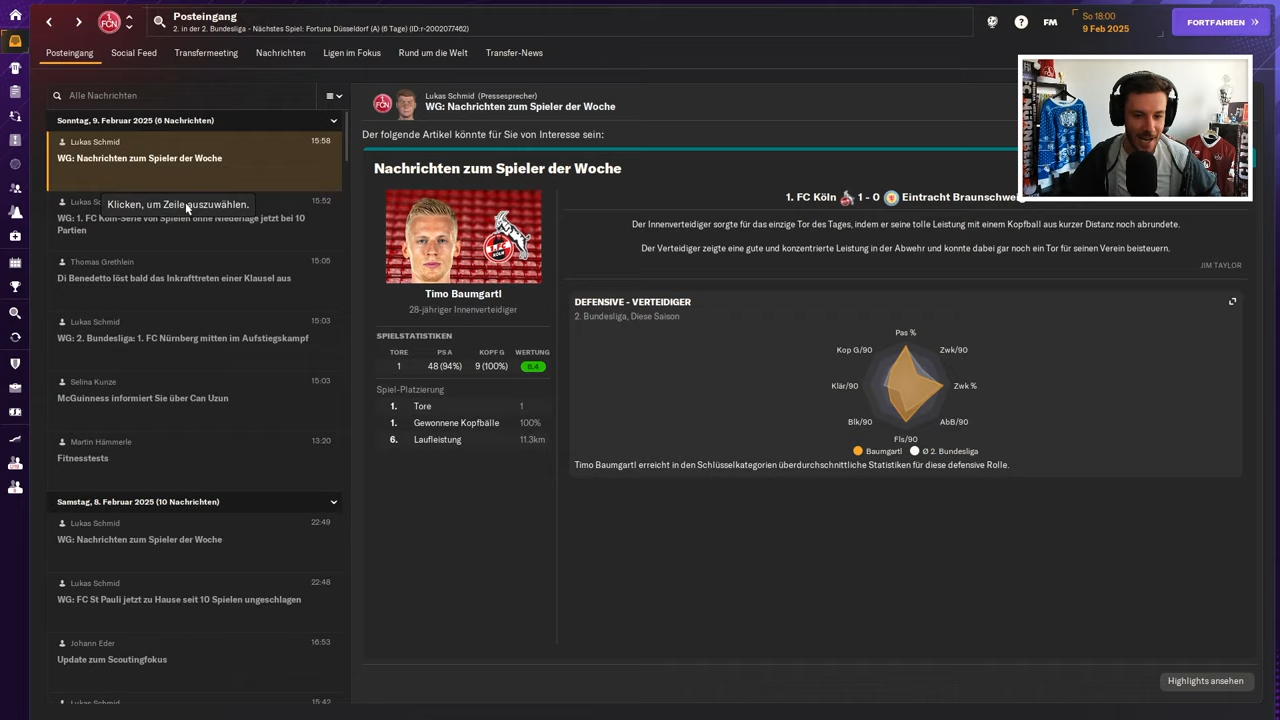 Posteingang
2. in der 2. Bundesliga - Nächstes Spiel: Fortuna Düsseldorf (A) (6 Tage) (ID:r-2002077462)
FM
So 18:00
9 Feb 2025
FORTFAHREN
Posteingang
Social Feed
Transfermeeting
Nachrichten
Ligen im Fokus
Rund um die Welt
Transfer-News
Alle Nachrichten
Sonntag, 9. Februar 2025 (6 Nachrichten)
Lukas Schmid 15:58
WG: Nachrichten zum Spieler der Woche
Klicken, um Zeile auszuwählen.
15:52
WG: 1. FC Köln-Serie von Spielen ohne Niederlage jetzt bei 10
Partien
Thomas Grethlein 15:05
Di Benedetto löst bald das Inkrafttreten einer Klausel aus
Lukas Schmid 15:03
WG: 2. Bundesliga: 1. FC Nürnberg mitten im Aufstiegskampf
Selina Kunze 15:03
McGuinness informiert Sie über Can Uzun
Martin Hämmerle 13:20
Fitnesstests
Samstag, 8. Februar 2025 (10 Nachrichten)
Lukas Schmid 22:49
WG: Nachrichten zum Spieler der Woche
Lukas Schmid 22:48
WG: FC St Pauli jetzt zu Hause seit 10 Spielen ungeschlagen
Johann Eder 16:53
Update zum Scoutingfokus
Lukas Schmid 15:42
Lukas Schmid (Pressesprecher)
WG: Nachrichten zum Spieler der Woche
Der folgende Artikel könnte für Sie von Interesse sein:
Nachrichten zum Spieler der Woche
Timo Baumgartl
28-jähriger Innenverteidiger
SPIELSTATISTIKEN
TORE PS A KOPF G WERTUNG
1 48 (94%) 9 (100%) 8.4
Spiel-Platzierung
1. Tore 1
1. Gewonnene Kopfbälle 100%
6. Laufleistung 11.3km
1. FC Köln 1 - 0 Eintracht Braunschwei
Der Innenverteidiger sorgte für das einzige Tor des Tages, indem er seine tolle Leistung mit einem Kopfball aus kurzer Distanz noch abrundete.
Der Verteidiger zeigte eine gute und konzentrierte Leistung in der Abwehr und konnte dabei gar noch ein Tor für seinen Verein beisteuern.
JIM TAYLOR
DEFENSIVE - VERTEIDIGER
2. Bundesliga, Diese Saison
Pas %
Kop G/90 Zwk/90
Klär/90 Zwk %
Blk/90 AbB/90
Fls/90
Baumgartl Ø 2. Bundesliga
Timo Baumgartl erreicht in den Schlüsselkategorien überdurchschnittliche Statistiken für diese defensive Rolle.
Highlights ansehen